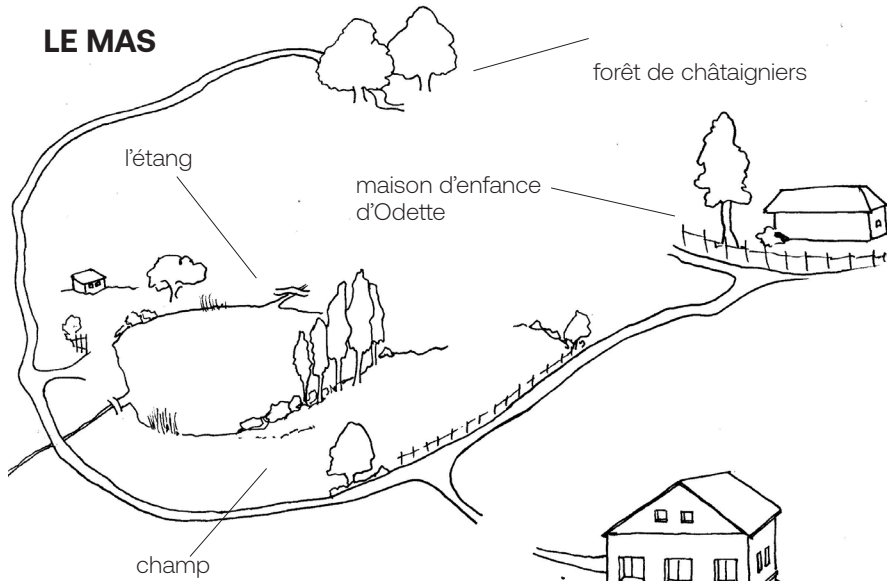 LE MAS
forêt de châtaigniers
l'étang
maison d'enfance
d'Odette
champ